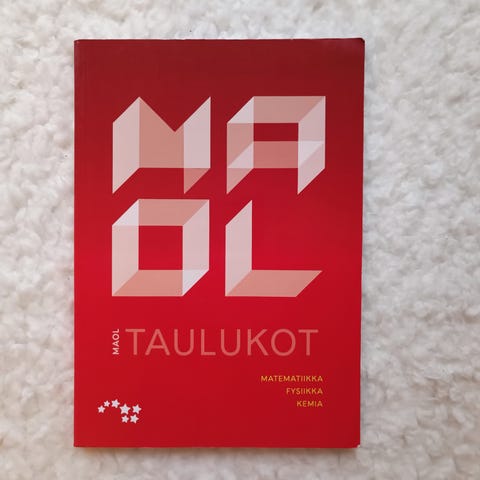 MA
OL
MAOL TAULUKOT
MATEMATIIKKA
FYSIIKKA
KEMIA